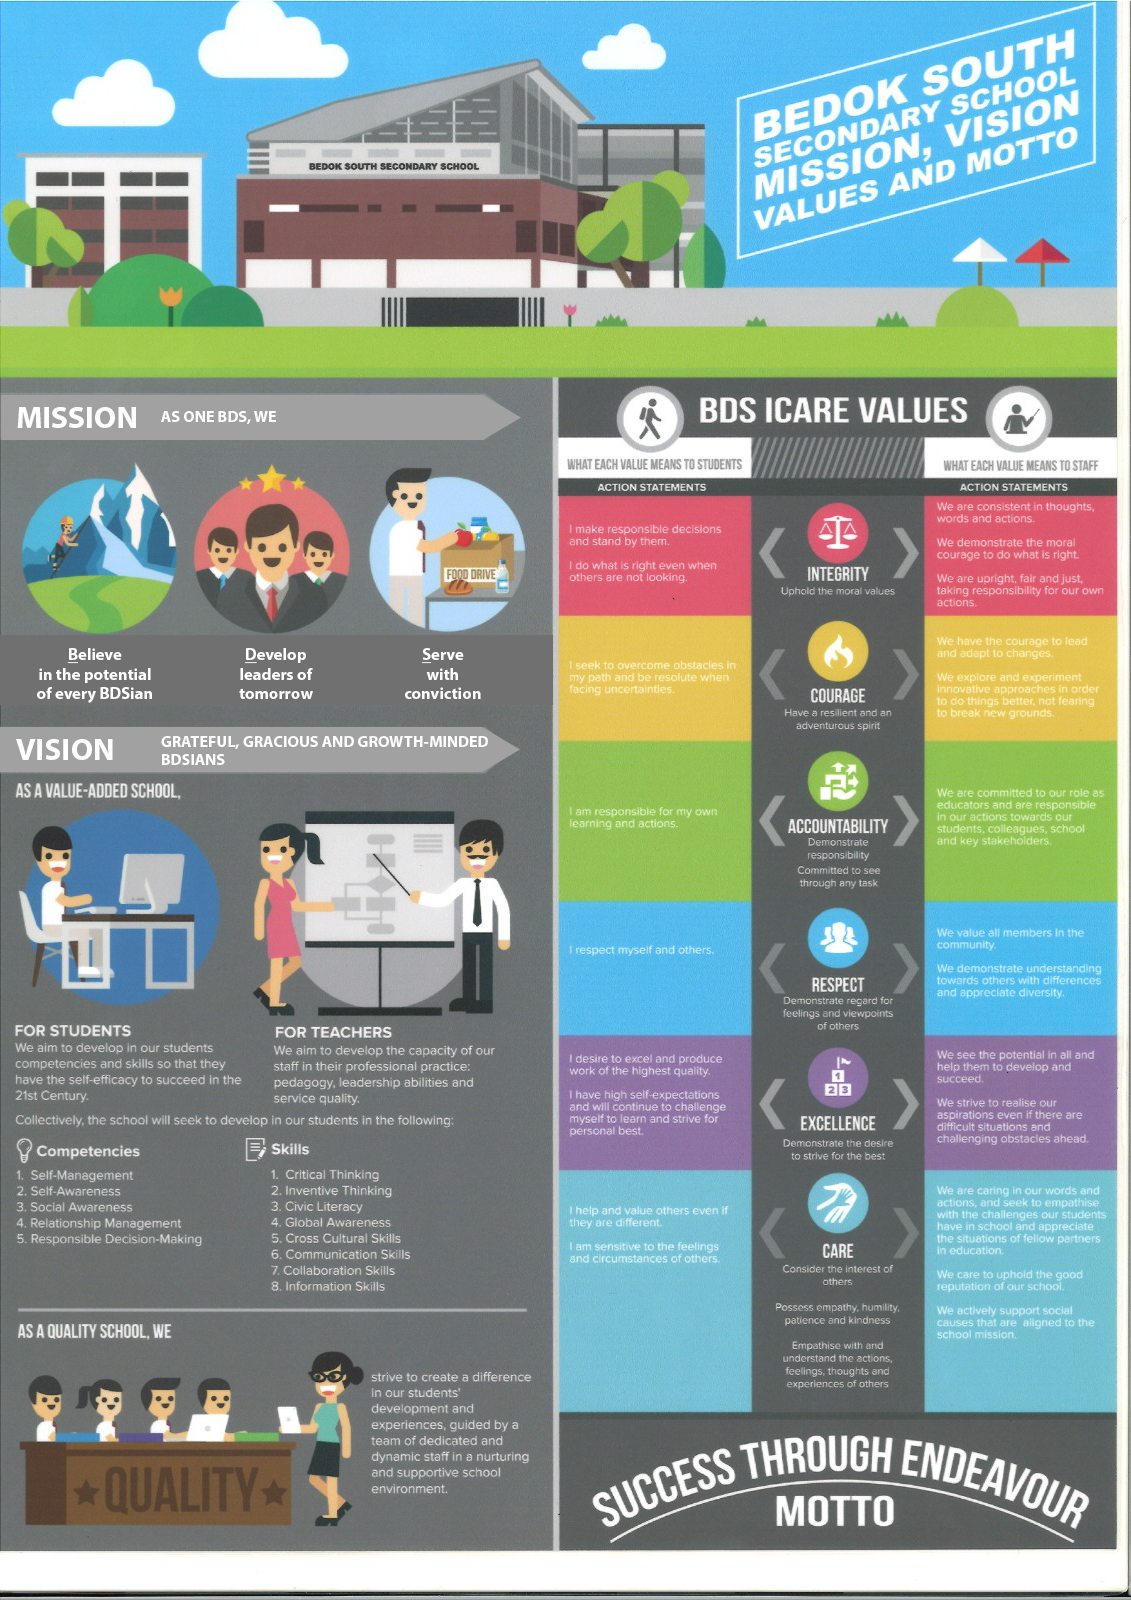 BEDOK SOUTH
SECONDARY SCHOOL
MISSION, VISION
VALUES AND MOTTO
BEDOK SOUTH SECONDARY SCHOOL
MISSION
AS ONE BDS, WE
FOOD DRIVE
Believe
in the potential
of every BDSian
Develop
leaders of
tomorrow
Serve
with
conviction
VISION
GRATEFUL, GRACIOUS AND GROWTH-MINDED
BDSIANS
AS A VALUE-ADDED SCHOOL,
FOR STUDENTS
We aim to develop in our students
competencies and skills so that they
have the self-efficacy to succeed in the
21st Century.
FOR TEACHERS
We aim to develop the capacity of our
staff in their professional practice:
pedagogy, leadership abilities and
service quality.
Collectively, the school will seek to develop in our students in the following:
Competencies
1. Self-Management
2. Self-Awareness
3. Social Awareness
4. Relationship Management
5. Responsible Decision-Making
Skills
1. Critical Thinking
2. Inventive Thinking
3. Civic Literacy
4. Global Awareness
5. Cross Cultural Skills
6. Communication Skills
7. Collaboration Skills
8. Information Skills
AS A QUALITY SCHOOL, WE
QUALITY
strive to create a difference
in our students'
development and
experiences, guided by a
team of dedicated and
dynamic staff in a nurturing
and supportive school
environment.
BDS ICARE VALUES
WHAT EACH VALUE MEANS TO STUDENTS
WHAT EACH VALUE MEANS TO STAFF
ACTION STATEMENTS
ACTION STATEMENTS
I make responsible decisions
and stand by them.
I do what is right even when
others are not looking.
INTEGRITY
Uphold the moral values
We are consistent in thoughts,
words and actions.
We demonstrate the moral
courage to do what is right.
We are upright, fair and just,
taking responsibility for our own
actions.
I seek to overcome obstacles in
my path and be resolute when
facing uncertainties.
COURAGE
Have a resilient and an
adventurous spirit
We have the courage to lead
and adapt to changes.
We explore and experiment
innovative approaches in order
to do things better, not fearing
to break new grounds.
I am responsible for my own
learning and actions.
ACCOUNTABILITY
Demonstrate
responsibility
Committed to see
through any task
We are committed to our role as
educators and are responsible
in our actions towards our
students, colleagues, school
and key stakeholders.
I respect myself and others.
RESPECT
Demonstrate regard for
feelings and viewpoints
of others
We value all members in the
community.
We demonstrate understanding
towards others with differences
and appreciate diversity.
I desire to excel and produce
work of the highest quality.
I have high self-expectations
and will continue to challenge
myself to learn and strive for
personal best.
1
2 3
EXCELLENCE
Demonstrate the desire
to strive for the best
We see the potential in all and
help them to develop and
succeed.
We strive to realise our
aspirations even if there are
difficult situations and
challenging obstacles ahead.
I help and value others even if
they are different.
I am sensitive to the feelings
and circumstances of others.
CARE
Consider the interest of
others
Possess empathy, humility,
patience and kindness
Empathise with and
understand the actions,
feelings, thoughts and
experiences of others
We are caring in our words and
actions, and seek to empathise
with the challenges our students
have in school and appreciate
the situations of fellow partners
in education.
We care to uphold the good
reputation of our school.
We actively support social
causes that are aligned to the
school mission.
SUCCESS THROUGH ENDEAVOUR
MOTTO